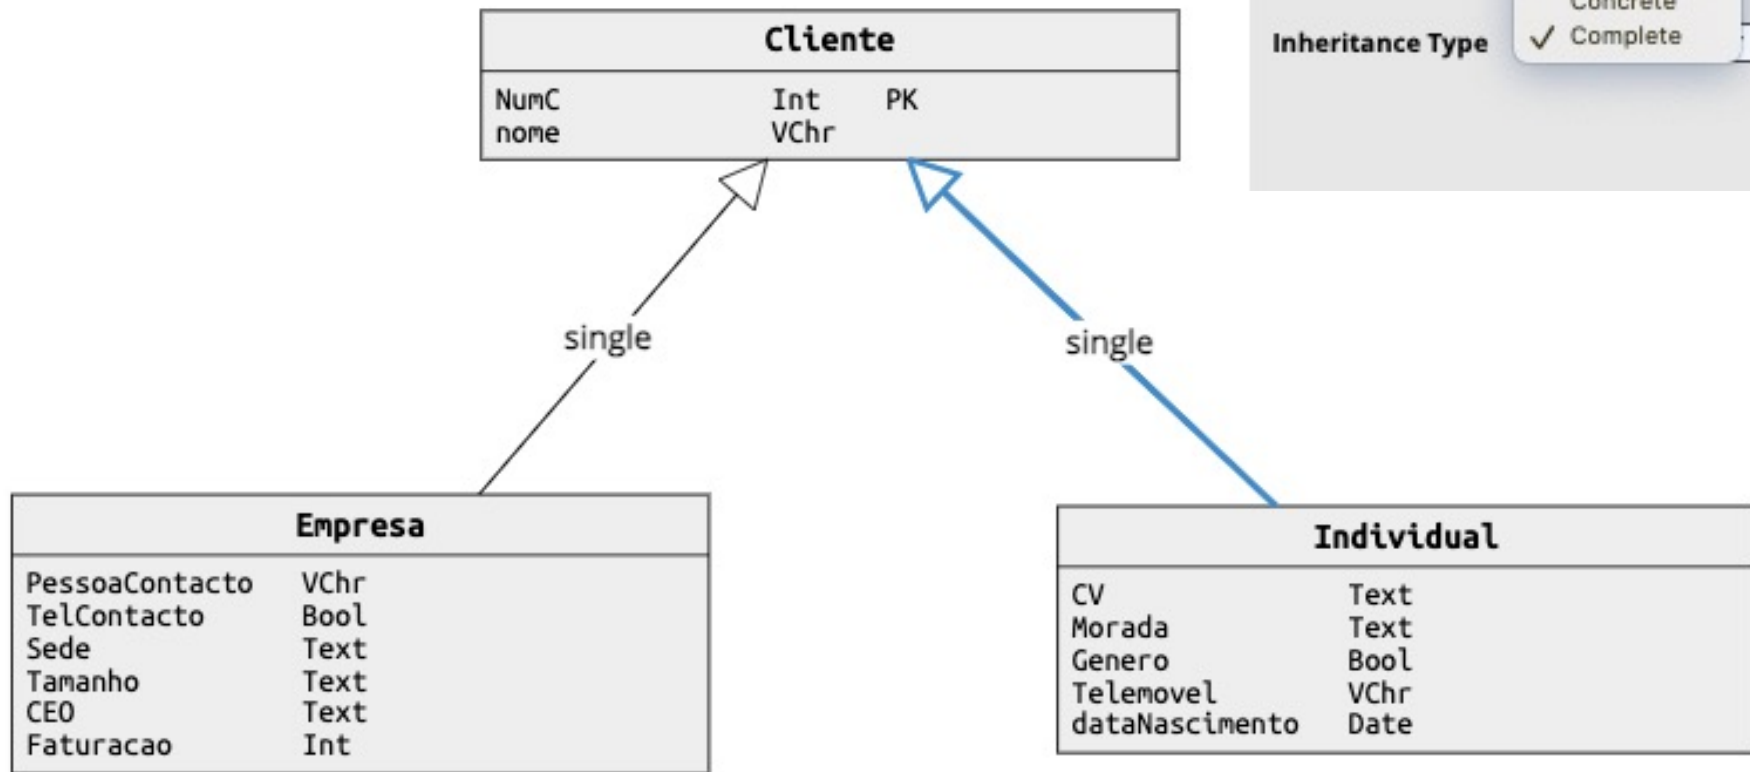 Cliente
NumC Int PK
nome VChr
Concrete
Inheritance Type ✓ Complete
single
single
Empresa
PessoaContacto VChr
TelContacto Bool
Sede Text
Tamanho Text
CEO Text
Faturacao Int
Individual
CV Text
Morada Text
Genero Bool
Telemovel VChr
dataNascimento Date